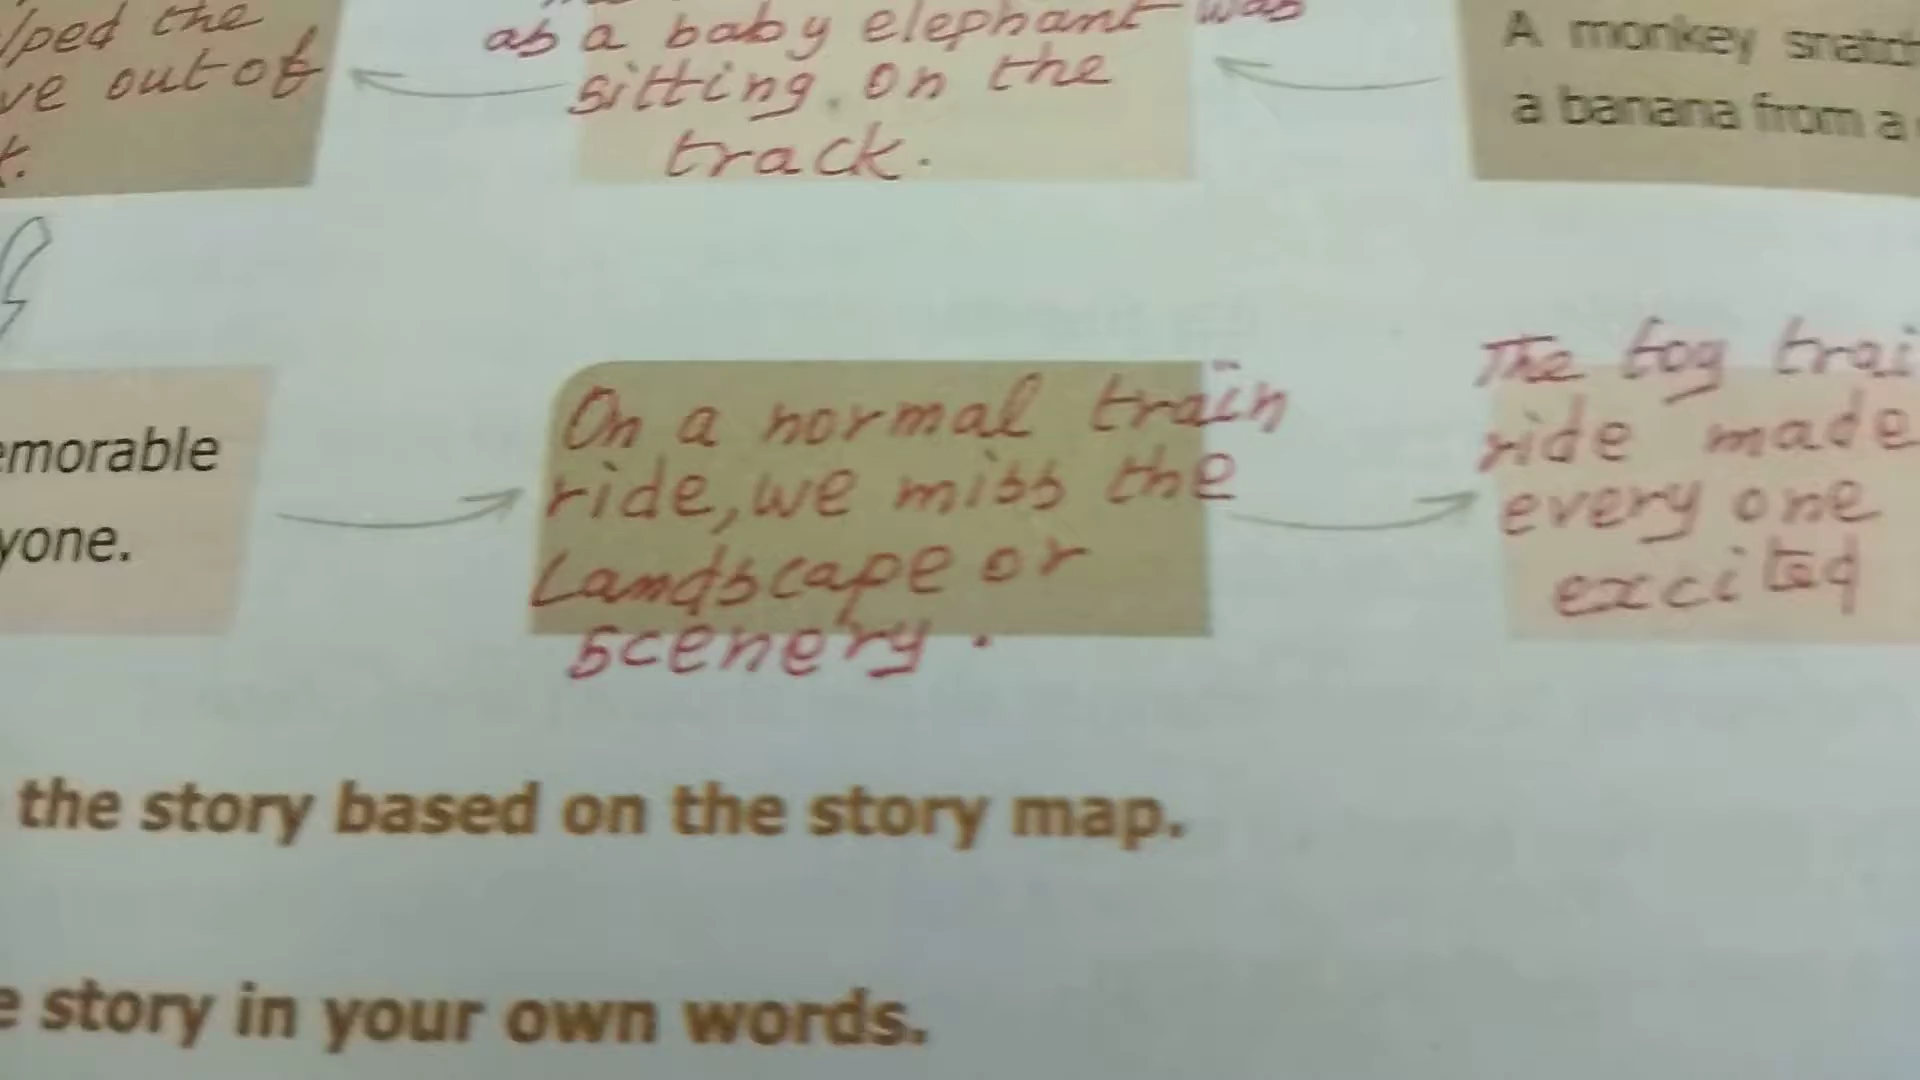 lped the
ve out of
as a baby elephant was
sitting on the
track.
A monkey snatch
a banana from a
emorable
yone.
On a normal train
ride, we miss the
Landscape or
scenery.
The toy trai
ride made
every one
excited
the story based on the story map.
e story in your own words.